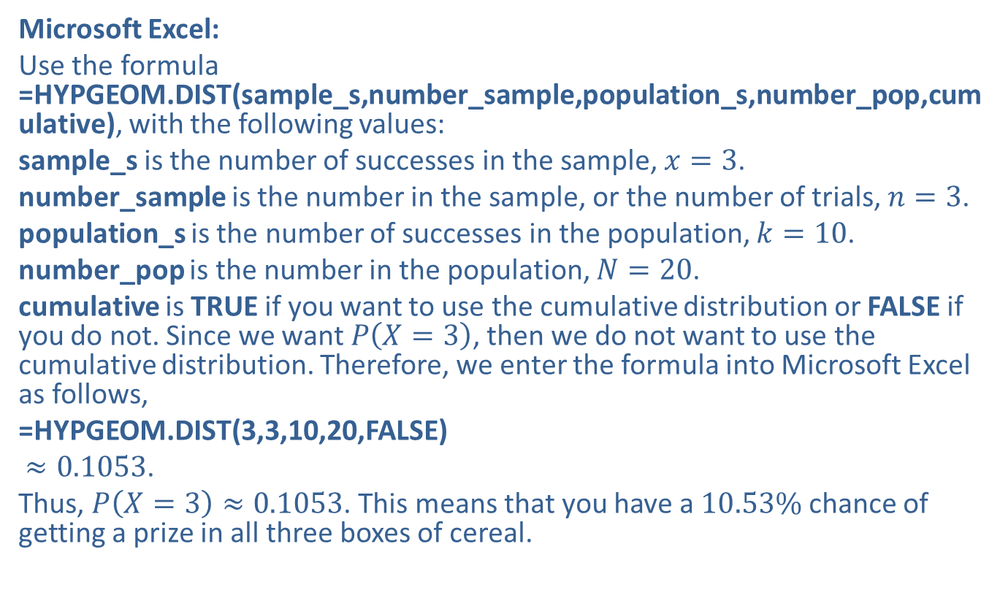 Microsoft Excel:
Use the formula
=HYPGEOM.DIST(sample_s,number_sample,population_s,number_pop,cum
ulative), with the following values:
sample_s is the number of successes in the sample, x = 3.
number_sample is the number in the sample, or the number of trials, n = 3.
population_s is the number of successes in the population, k = 10.
number_pop is the number in the population, N = 20.
cumulative is TRUE if you want to use the cumulative distribution or FALSE if
you do not. Since we want P(X = 3), then we do not want to use the
cumulative distribution. Therefore, we enter the formula into Microsoft Excel
as follows,
=HYPGEOM.DIST(3,3,10,20,FALSE)
≈ 0.1053.
Thus, P(X = 3) ≈ 0.1053. This means that you have a 10.53% chance of
getting a prize in all three boxes of cereal.